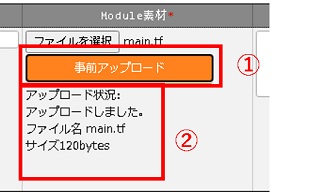 Module素材*
ファイルを選択 main.tf
事前アップロード
①
アップロード状況:
アップロードしました。
ファイル名 main.tf
サイズ120bytes
②